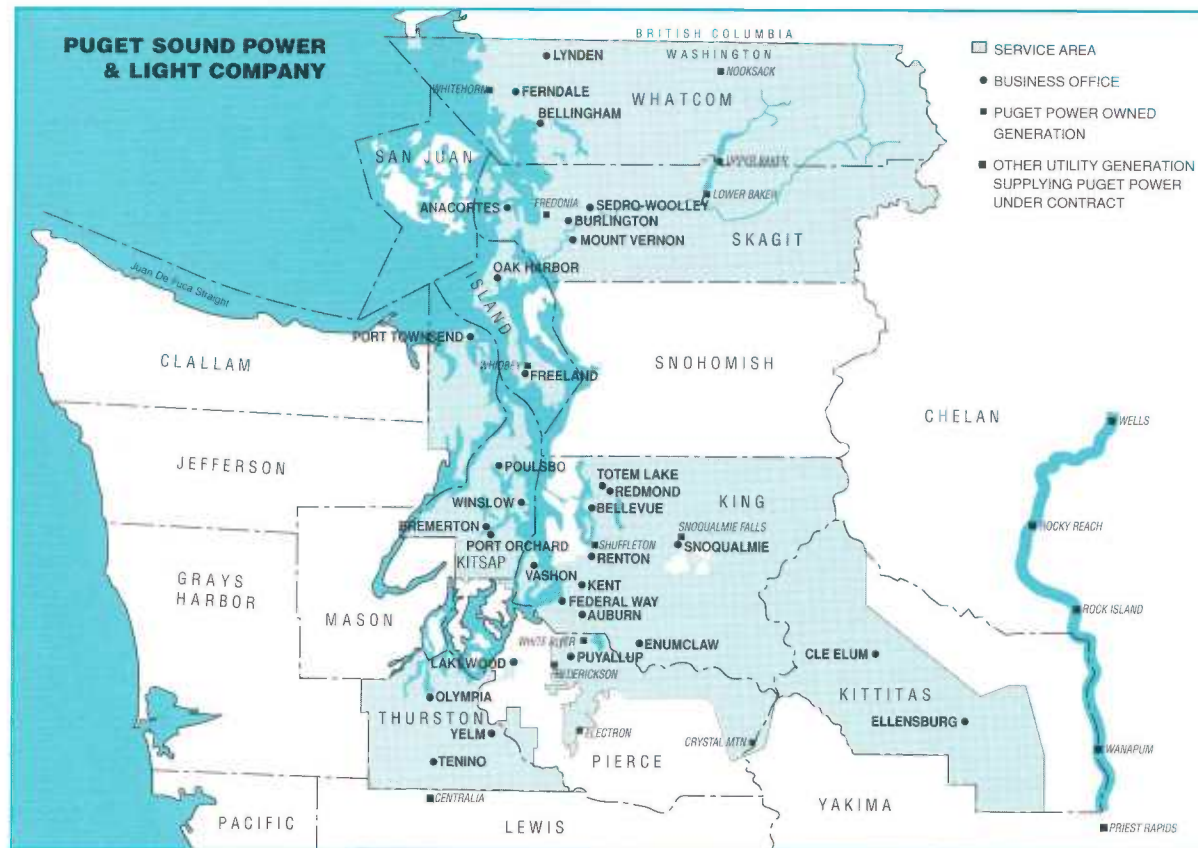 PUGET SOUND POWER
& LIGHT COMPANY
BRITISH COLUMBIA
WASHINGTON
LYNDEN
NOOKSACK
WHITEHORN
FERNDALE
WHATCOM
BELLINGHAM
SERVICE AREA
BUSINESS OFFICE
PUGET POWER OWNED
GENERATION
OTHER UTILITY GENERATION
SUPPLYING PUGET POWER
UNDER CONTRACT
SAN JUAN
UPPER BAKER
LOWER BAKER
ANACORTES
FREDONIA
SEDRO-WOOLLEY
BURLINGTON
MOUNT VERNON
SKAGIT
OAK HARBOR
Juan De Fuca Straight
ISLAND
PORT TOWNSEND
CLALLAM
WHIDBEY
FREELAND
SNOHOMISH
CHELAN
WELLS
JEFFERSON
POULSBO
TOTEM LAKE
REDMOND
KING
WINSLOW
BELLEVUE
BREMERTON
SNOQUALMIE FALLS
ROCKY REACH
PORT ORCHARD
SHUFFLETON
SNOQUALMIE
KITSAP
RENTON
VASHON
GRAYS
HARBOR
KENT
FEDERAL WAY
ROCK ISLAND
MASON
AUBURN
WHITE RIVER
ENUMCLAW
PUYALLUP
CLE ELUM
LAKEWOOD
FREDERICKSON
OLYMPIA
KITTITAS
THURSTON
ELLENSBURG
YELM
ELECTRON
CRYSTAL MTN
WANAPUM
TENINO
PIERCE
CENTRALIA
YAKIMA
PACIFIC
LEWIS
PRIEST RAPIDS